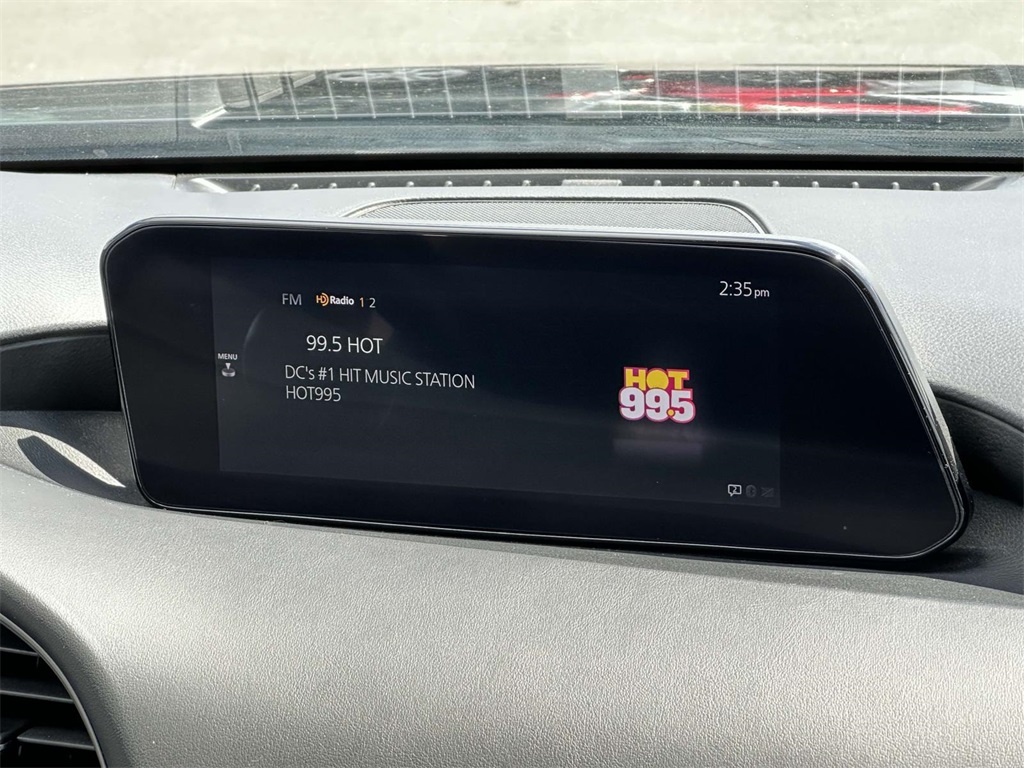 FM HD Radio 1 2
2:35pm
99.5 HOT
MENU
DC's #1 HIT MUSIC STATION
HOT995
HOT
99.5
2